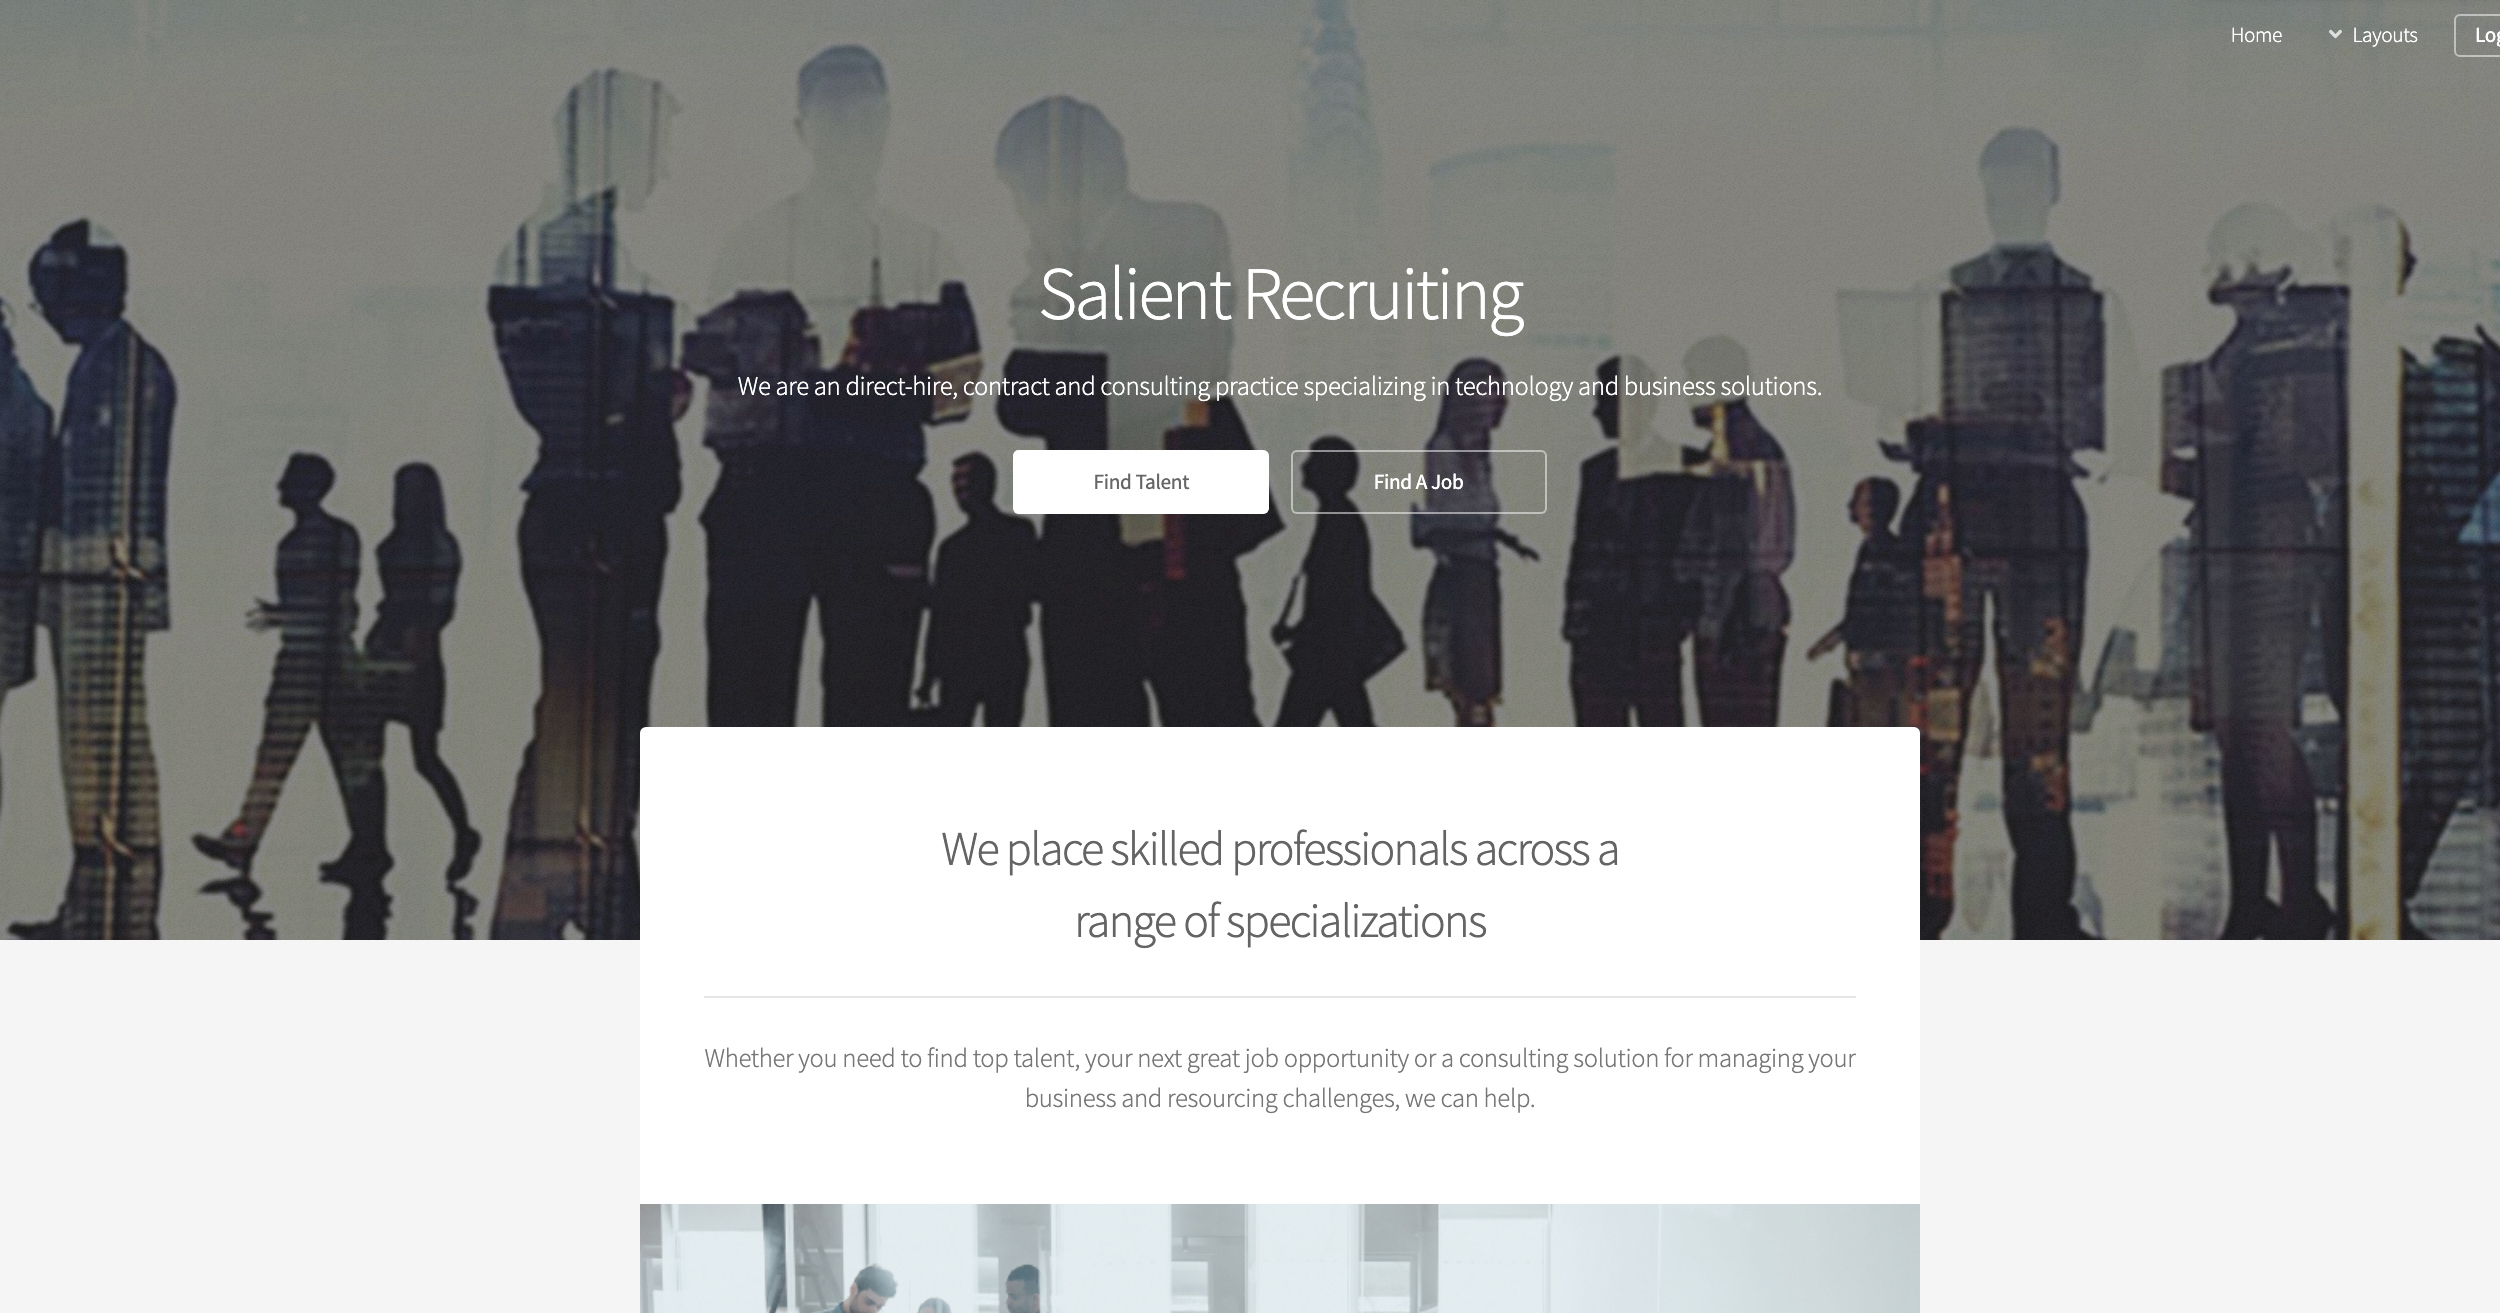 Home
Layouts
Salient Recruiting
We are an direct-hire, contract and consulting practice specializing in technology and business solutions.
Find Talent
Find A Job
We place skilled professionals across a
range of specializations
Whether you need to find top talent, your next great job opportunity or a consulting solution for managing your
business and resourcing challenges, we can help.